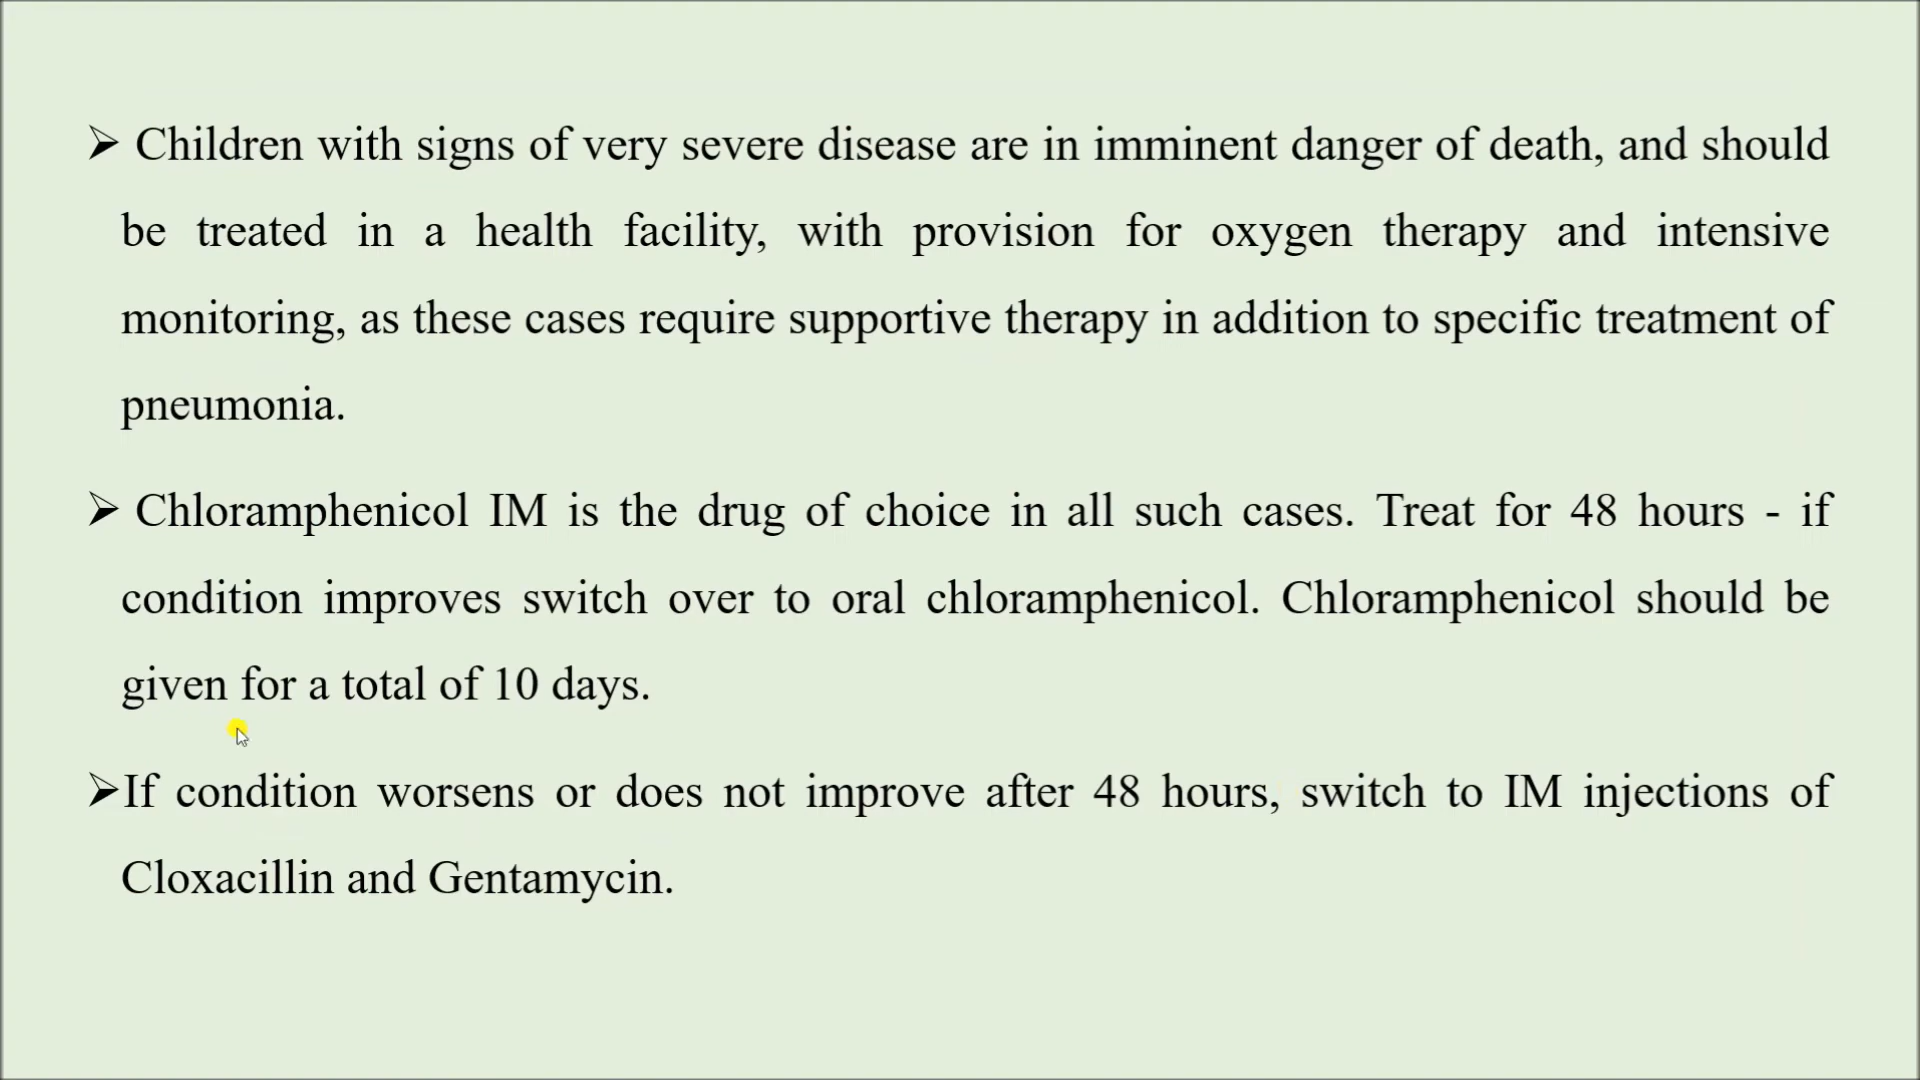 ➢ Children with signs of very severe disease are in imminent danger of death, and should
be treated in a health facility, with provision for oxygen therapy and intensive
monitoring, as these cases require supportive therapy in addition to specific treatment of
pneumonia.
➢ Chloramphenicol IM is the drug of choice in all such cases. Treat for 48 hours - if
condition improves switch over to oral chloramphenicol. Chloramphenicol should be
given for a total of 10 days.
➢If condition worsens or does not improve after 48 hours, switch to IM injections of
Cloxacillin and Gentamycin.